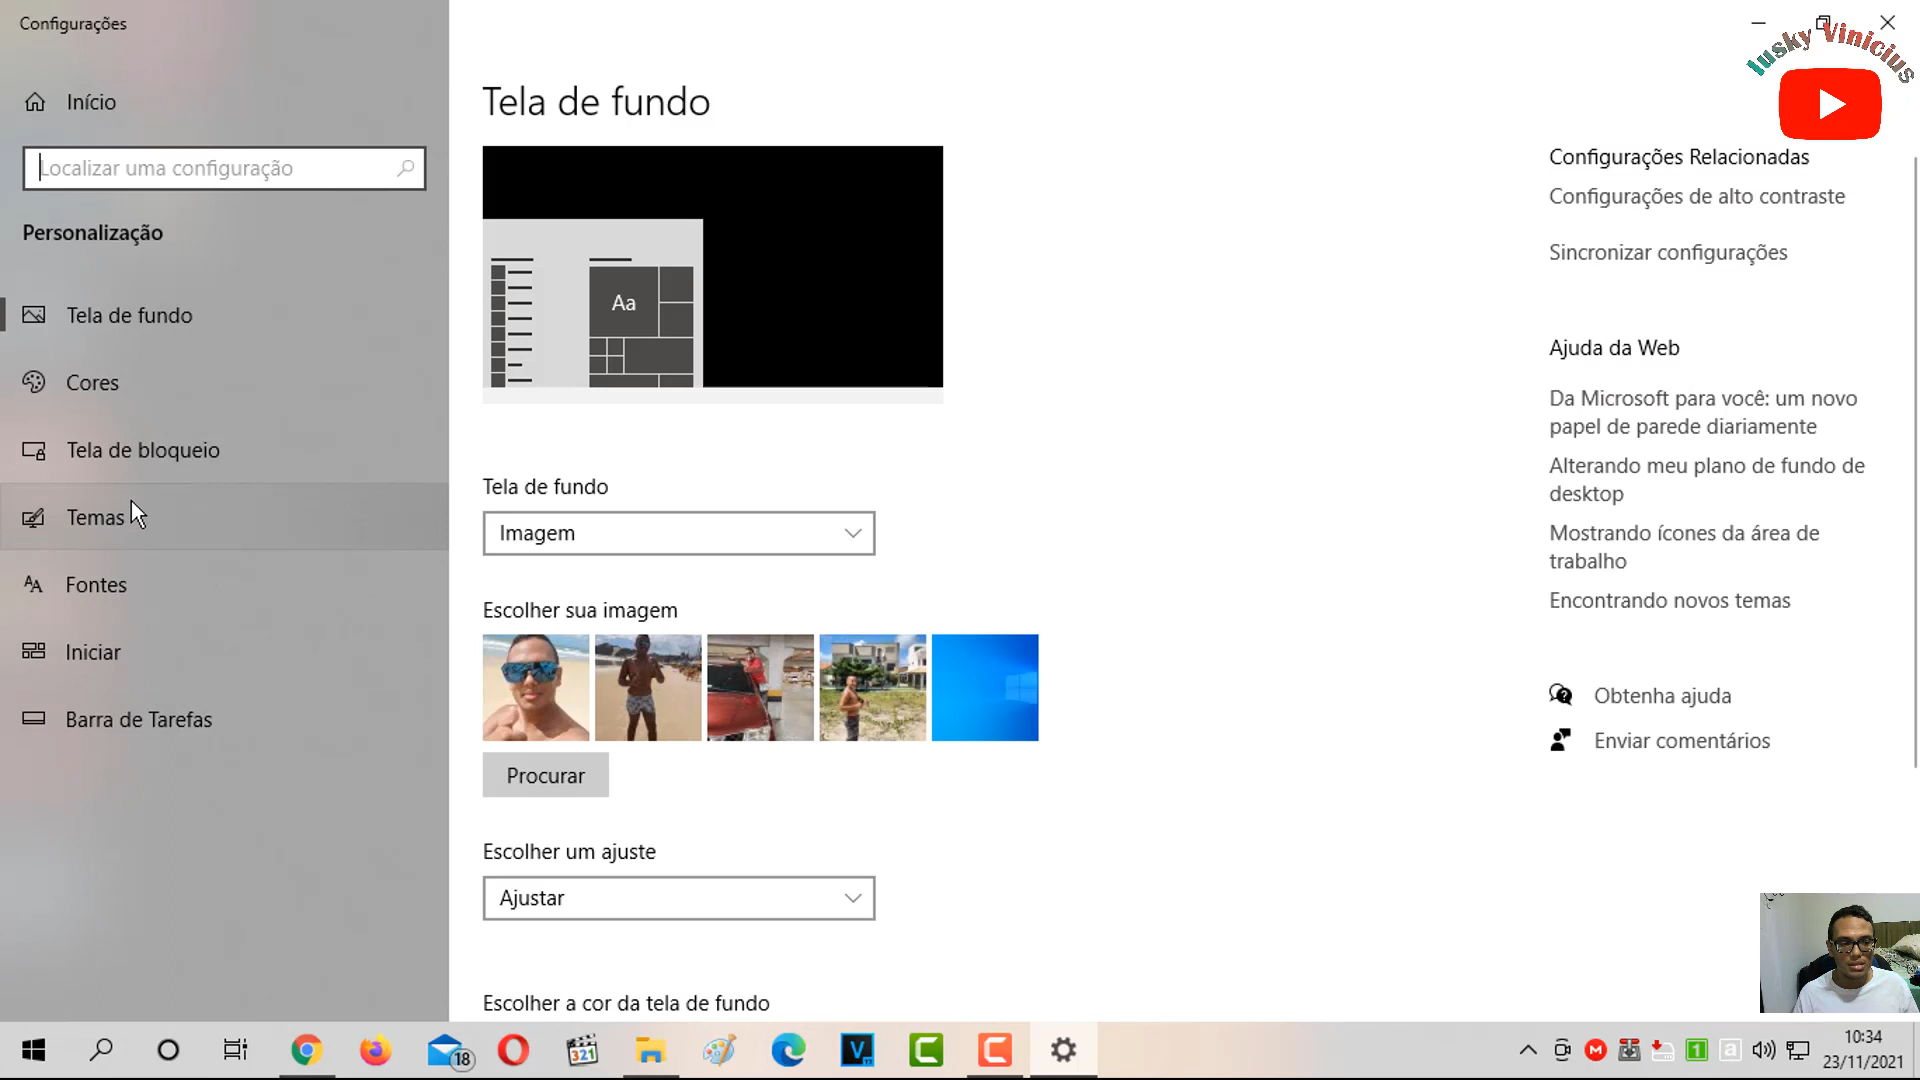 Configurações
Iusky Vinicius
Início
Localizar uma configuração
Personalização
Tela de fundo
Cores
Tela de bloqueio
Temas
Fontes
Iniciar
Barra de Tarefas
Tela de fundo
Aa
Tela de fundo
Imagem
Escolher sua imagem
Procurar
Escolher um ajuste
Ajustar
Escolher a cor da tela de fundo
Configurações Relacionadas
Configurações de alto contraste
Sincronizar configurações
Ajuda da Web
Da Microsoft para você: um novo
papel de parede diariamente
Alterando meu plano de fundo de
desktop
Mostrando ícones da área de
trabalho
Encontrando novos temas
Obtenha ajuda
Enviar comentários
18
321
V
M
1
a
10:34
23/11/2021